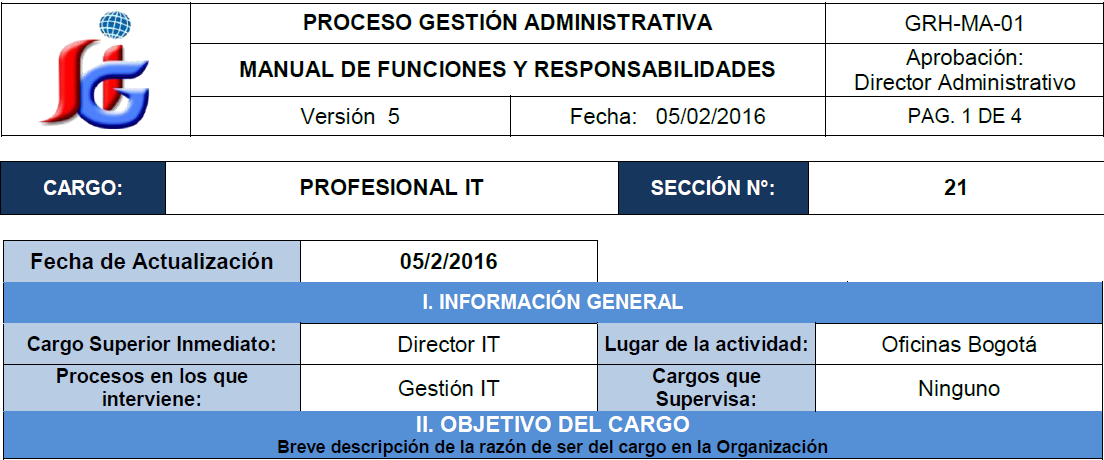 PROCESO GESTIÓN ADMINISTRATIVA
GRH-MA-01
MANUAL DE FUNCIONES Y RESPONSABILIDADES
Aprobación:
Director Administrativo
Versión 5
Fecha: 05/02/2016
PAG. 1 DE 4
CARGO:
PROFESIONAL IT
SECCIÓN N°:
21
Fecha de Actualización
05/2/2016
I. INFORMACIÓN GENERAL
Cargo Superior Inmediato:
Director IT
Lugar de la actividad:
Oficinas Bogotá
Procesos en los que
interviene:
Gestión IT
Cargos que
Supervisa:
Ninguno
II. OBJETIVO DEL CARGO
Breve descripción de la razón de ser del cargo en la Organización